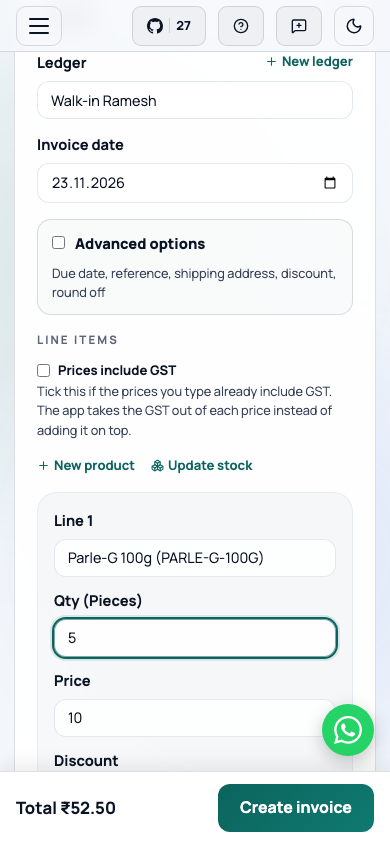 27
Ledger
+ New ledger
Walk-in Ramesh
Invoice date
23.11.2026
Advanced options
Due date, reference, shipping address, discount,
round off
LINE ITEMS
Prices include GST
Tick this if the prices you type already include GST.
The app takes the GST out of each price instead of
adding it on top.
+ New product
Update stock
Line 1
Parle-G 100g (PARLE-G-100G)
Qty (Pieces)
5
Price
10
Discount
Total ₹52.50
Create invoice